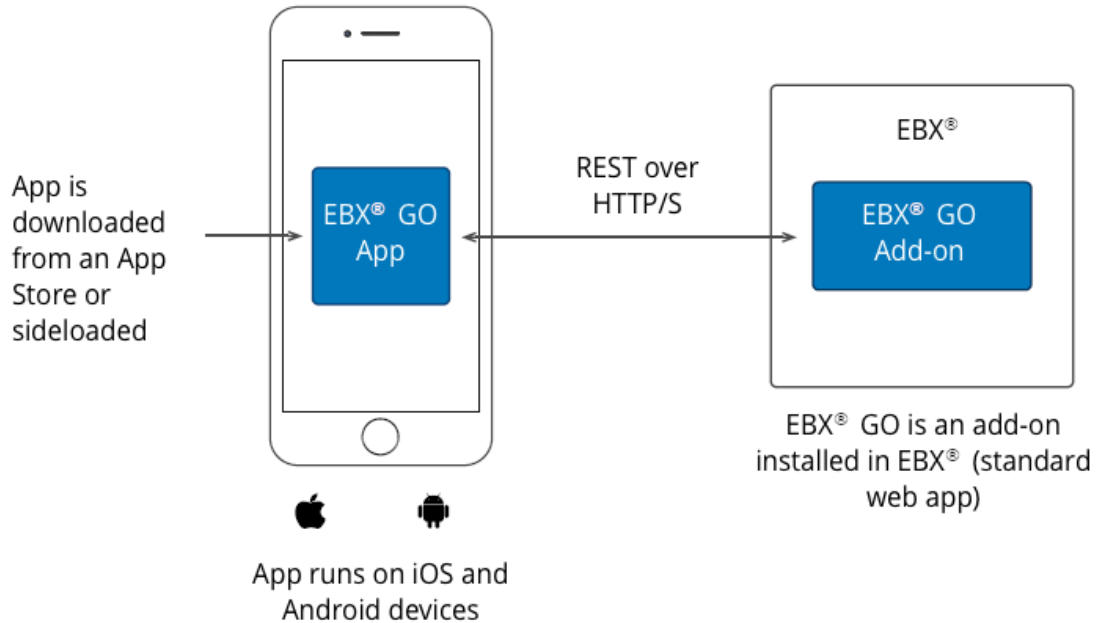 App is
downloaded
from an App
Store or
sideloaded
EBX® GO
App
REST over
HTTP/S
EBX®
EBX® GO
Add-on
EBX® GO is an add-on
installed in EBX® (standard
web app)
App runs on iOS and
Android devices